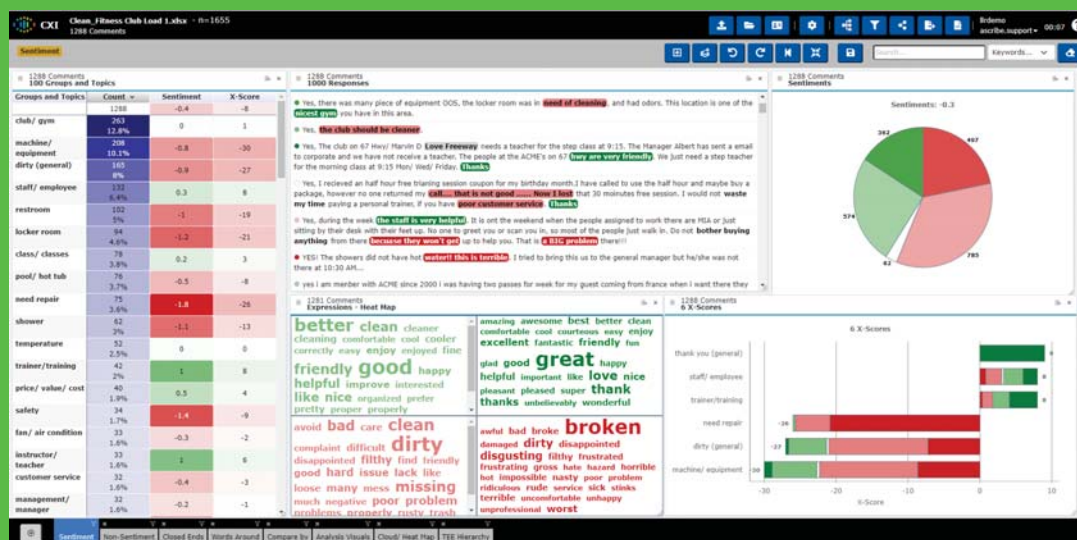 CXI
Clean_Fitness Club Load 1.xlsx - n=1655
1288 Comments
llrdemo
ascribe.support
00:07
Sentiment
Search...
Keywords...
1288 Comments
100 Groups and Topics
Groups and Topics Count Sentiment X-Score
1288 -0.4 -8
club/ gym 263 12.8% 0 1
machine/ equipment 208 10.1% -0.8 -30
dirty (general) 165 8% -0.9 -27
staff/ employee 132 6.4% 0.3 8
restroom 102 5% -1 -19
locker room 94 4.6% -1.2 -21
class/ classes 78 3.8% 0.2 3
pool/ hot tub 76 3.7% -0.5 -8
need repair 75 3.6% -1.8 -26
shower 62 3% -1.1 -13
temperature 52 2.5% 0 0
trainer/training 42 2% 1 8
price/ value/ cost 40 1.9% 0.5 4
safety 34 1.7% -1.4 -9
fan/ air condition 33 1.6% -0.3 -2
instructor/ teacher 33 1.6% 1 6
customer service 32 1.6% -0.4 -3
management/ manager 32 1.6% -0.2 -1
1288 Comments
1000 Responses
Yes, there was many piece of equipment OOS, the locker room was in need of cleaning, and had odors. This location is one of the
nicest gym you have in this area.
Yes, the club should be cleaner.
Yes, The club on 67 Hwy/ Marvin D Love Freeway needs a teacher for the step class at 9:15. The Manager Albert has sent a email
to corporate and we have not receive a teacher. The people at the ACME's on 67 hwy are very friendly. We just need a step teacher
for the morning class at 9:15 Mon/ Wed/ Friday. Thanks
Yes, I recieved an half hour free trianing session coupon for my birthday month.I have called to use the half hour and maybe buy a
package, however no one returned my call.... that is not good ...... Now I lost that 30 moinutes free session. I would not waste
my time paying a personal trainer, if you have poor customer service. Thanks
Yes, during the week the staff is very helpful. It is ont the weekend when the people assigned to work there are MIA or just
sitting by their desk with their feet up. No one to greet you or scan you in, so most of the people just walk in. Do not bother buying
anything from there becuase they won't get up to help you. That is a BIG problem there!!!
YES! The showers did not have hot water!! this is terrible. I tried to bring this us to the general manager but he/she was not
there at 10:30 AM...
yes i am menber with ACME since 2000 i was having two passes for week for my guest coming from france when i want there they
1288 Comments
Sentiments
Sentiments: -0.3
362
467
574
785
82
1281 Comments
Expressions - Heat Map
better clean cleaner
cleaning comfortable cool cooler
correctly easy enjoy enjoyed fine
friendly good happy
helpful improve interested
like nice organized prefer
pretty proper properly
amazing awesome best better clean
comfortable cool courteous easy enjoy
excellent fantastic friendly fun
glad good great happy
helpful important like love nice
pleasant pleased super thank
thanks unbelievably wonderful
avoid bad care clean
complaint difficult dirty
disappointed filthy find friendly
good hard issue lack like
loose many mess missing
much negative poor problem
problems properly rusty trash
awful bad broke broken
damaged dirty disappointed
disgusting filthy frustrated
frustrating gross hate hazard horrible
hot impossible nasty poor problem
ridiculous rude service sick stinks
terrible uncomfortable unhappy
unprofessional worst
1288 Comments
6 X-Scores
6 X-Scores
thank you (general) 9
staff/ employee 8
trainer/training 8
need repair -26
dirty (general) -27
machine/ equipment -30
-30 -20 -10 0 10
X-Score
Sentiment Non-Sentiment Closed Ends Words Around Compare by Analysis Visuals Cloud/ Heat Map TEE Hierarchy